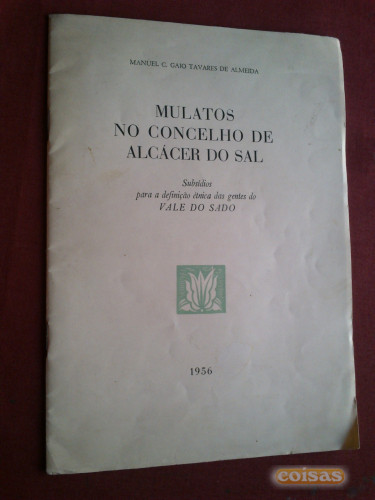 MANUEL C. GAIO TAVARES DE ALMEIDA
MULATOS
NO CONCELHO DE
ALCÁCER DO SAL
Subsídios
para a definição étnica das gentes do
VALE DO SADO
1956
coisas